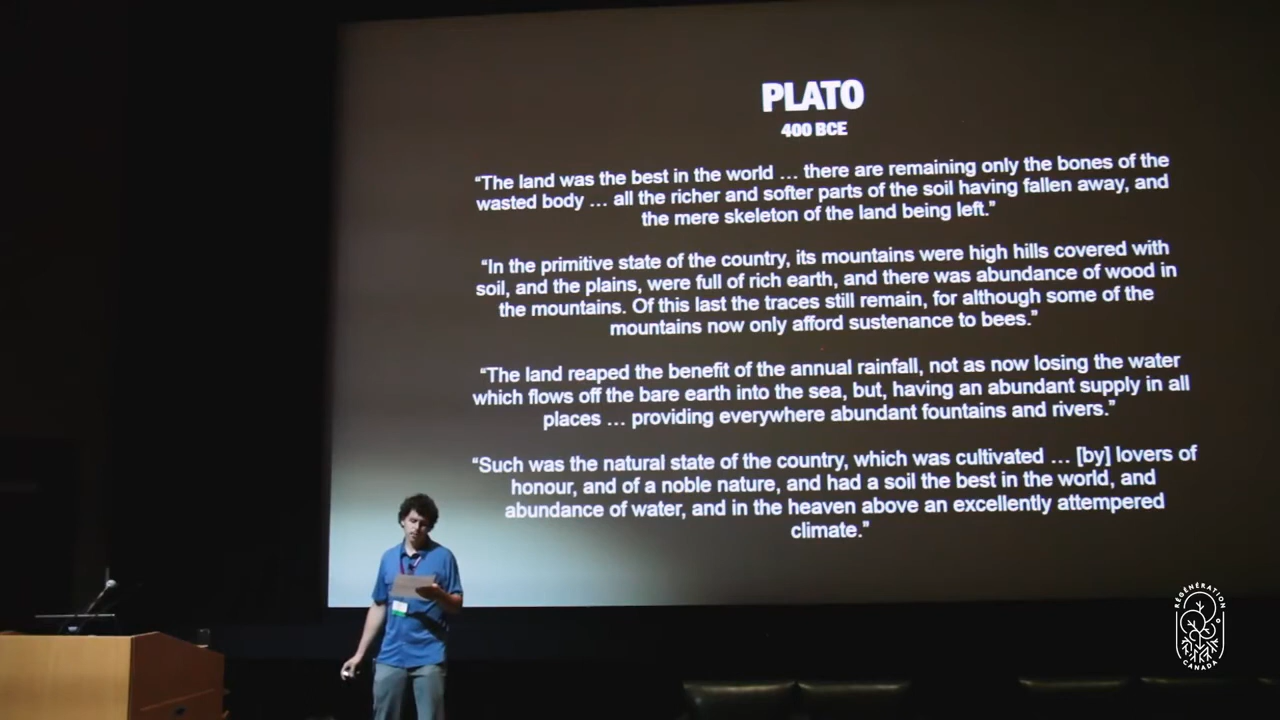 PLATO
400 BCE
“The land was the best in the world … there are remaining only the bones of the
wasted body … all the richer and softer parts of the soil having fallen away, and
the mere skeleton of the land being left.”
“In the primitive state of the country, its mountains were high hills covered with
soil, and the plains, were full of rich earth, and there was abundance of wood in
the mountains. Of this last the traces still remain, for although some of the
mountains now only afford sustenance to bees.”
“The land reaped the benefit of the annual rainfall, not as now losing the water
which flows off the bare earth into the sea, but, having an abundant supply in all
places … providing everywhere abundant fountains and rivers.”
“Such was the natural state of the country, which was cultivated … [by] lovers of
honour, and of a noble nature, and had a soil the best in the world, and
abundance of water, and in the heaven above an excellently attempered
climate.”
RÉGÉNÉRATION
CANADA